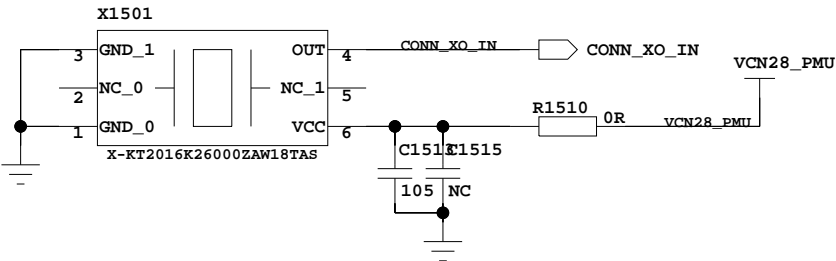 X1501
3 GND_1 OUT 4 CONN_XO_IN CONN_XO_IN
VCN28_PMU
2 NC_0 NC_1 5
R1510 0R
1 GND_0 VCC 6 VCN28_PMU
X-KT2016K26000ZAW18TAS C1513 C1515
105 NC